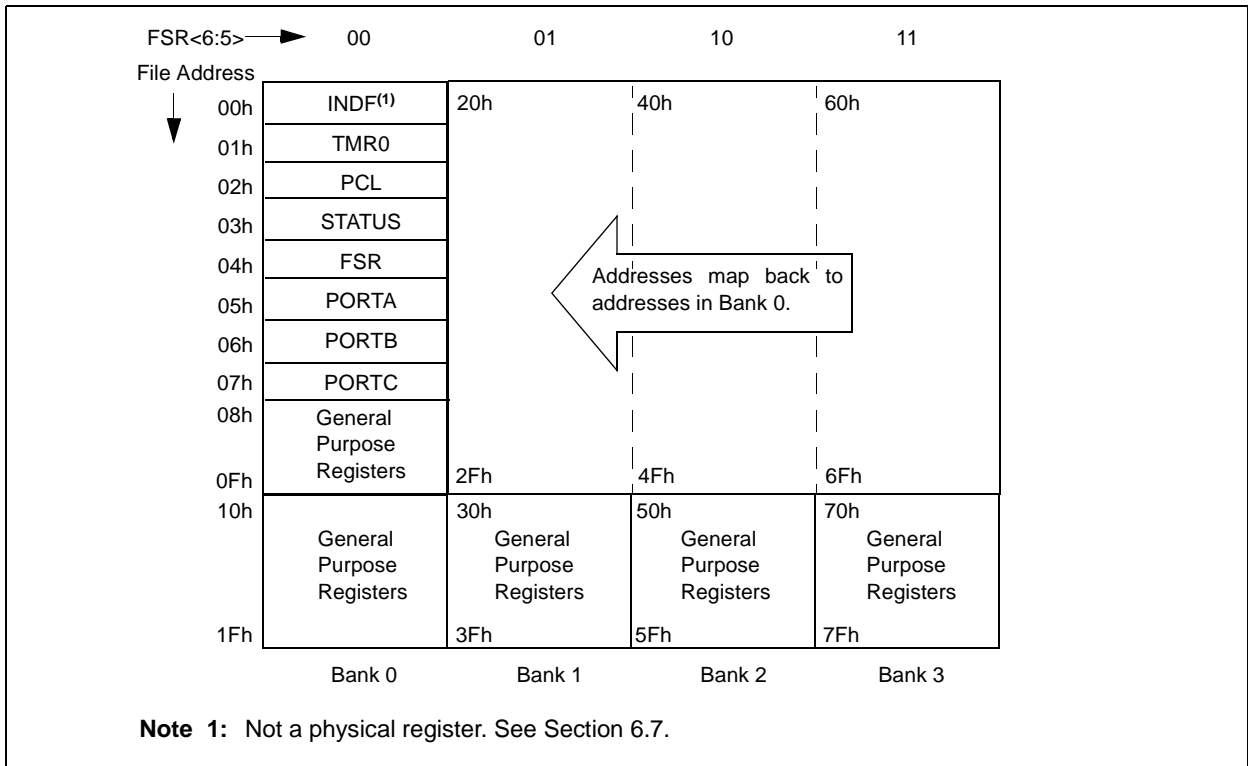 FSR<6:5> 00 01 10 11
File Address
00h INDF(1) 20h 40h 60h
01h TMR0
02h PCL
03h STATUS
04h FSR
Addresses map back to
addresses in Bank 0.
05h PORTA
06h PORTB
07h PORTC
08h General
Purpose
Registers
0Fh 2Fh 4Fh 6Fh
10h 30h 50h 70h
General General General General
Purpose Purpose Purpose Purpose
Registers Registers Registers Registers
1Fh 3Fh 5Fh 7Fh
Bank 0 Bank 1 Bank 2 Bank 3
Note 1: Not a physical register. See Section 6.7.